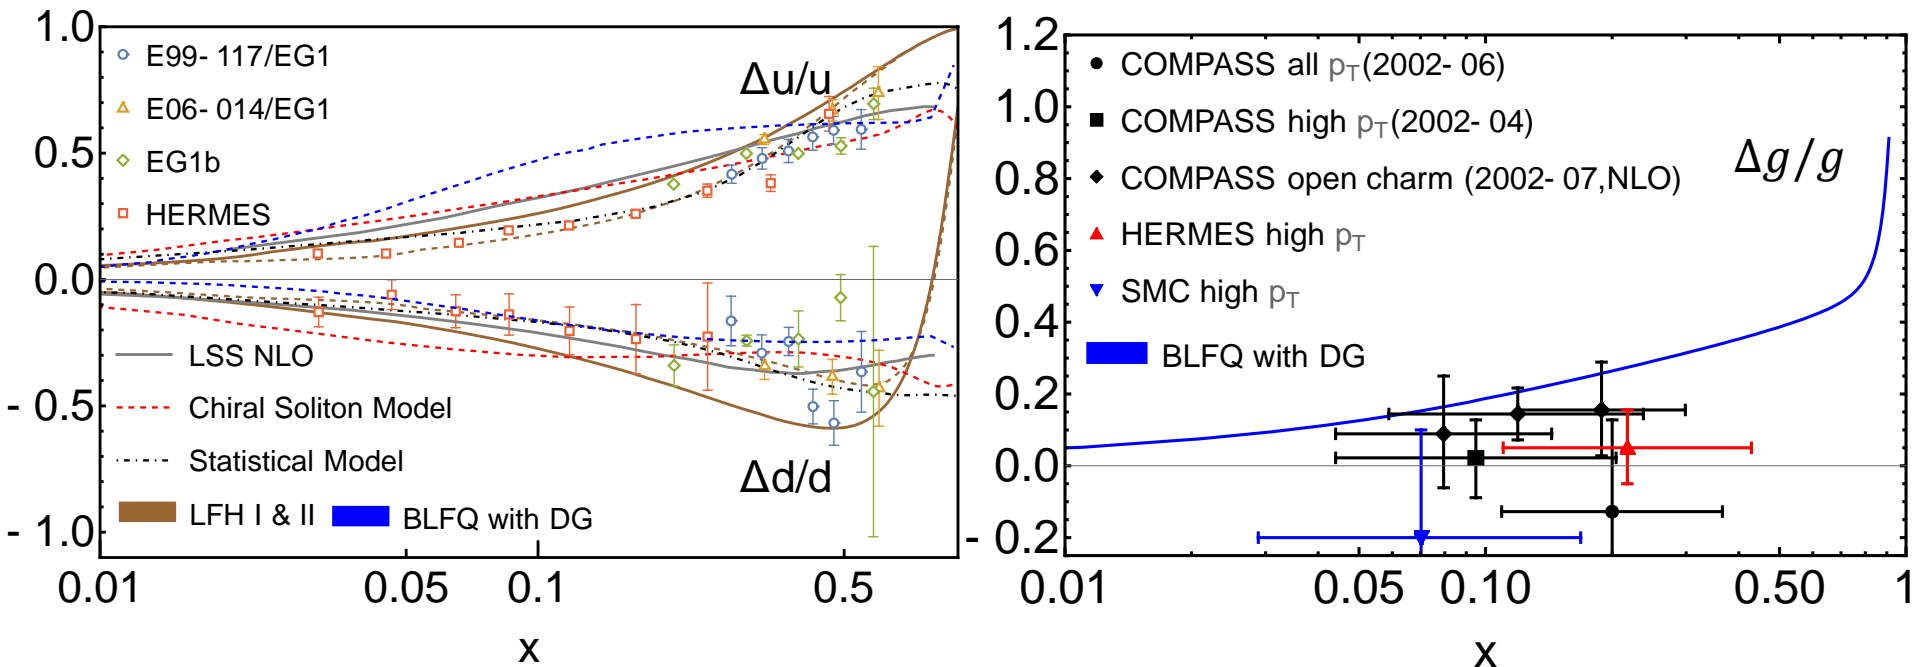 1.0
E99- 117/EG1
Δu/u
E06- 014/EG1
0.5
EG1b
HERMES
0.0
LSS NLO
Chiral Soliton Model
- 0.5
Statistical Model
Δd/d
LFH I & II
BLFQ with DG
- 1.0
0.01
0.05
0.1
0.5
x
1.2
COMPASS all pT(2002- 06)
1.0
COMPASS high pT(2002- 04)
Δg/g
0.8
COMPASS open charm (2002- 07,NLO)
0.6
HERMES high pT
SMC high pT
0.4
BLFQ with DG
0.2
0.0
- 0.2
0.01
0.05
0.10
0.50
1
x